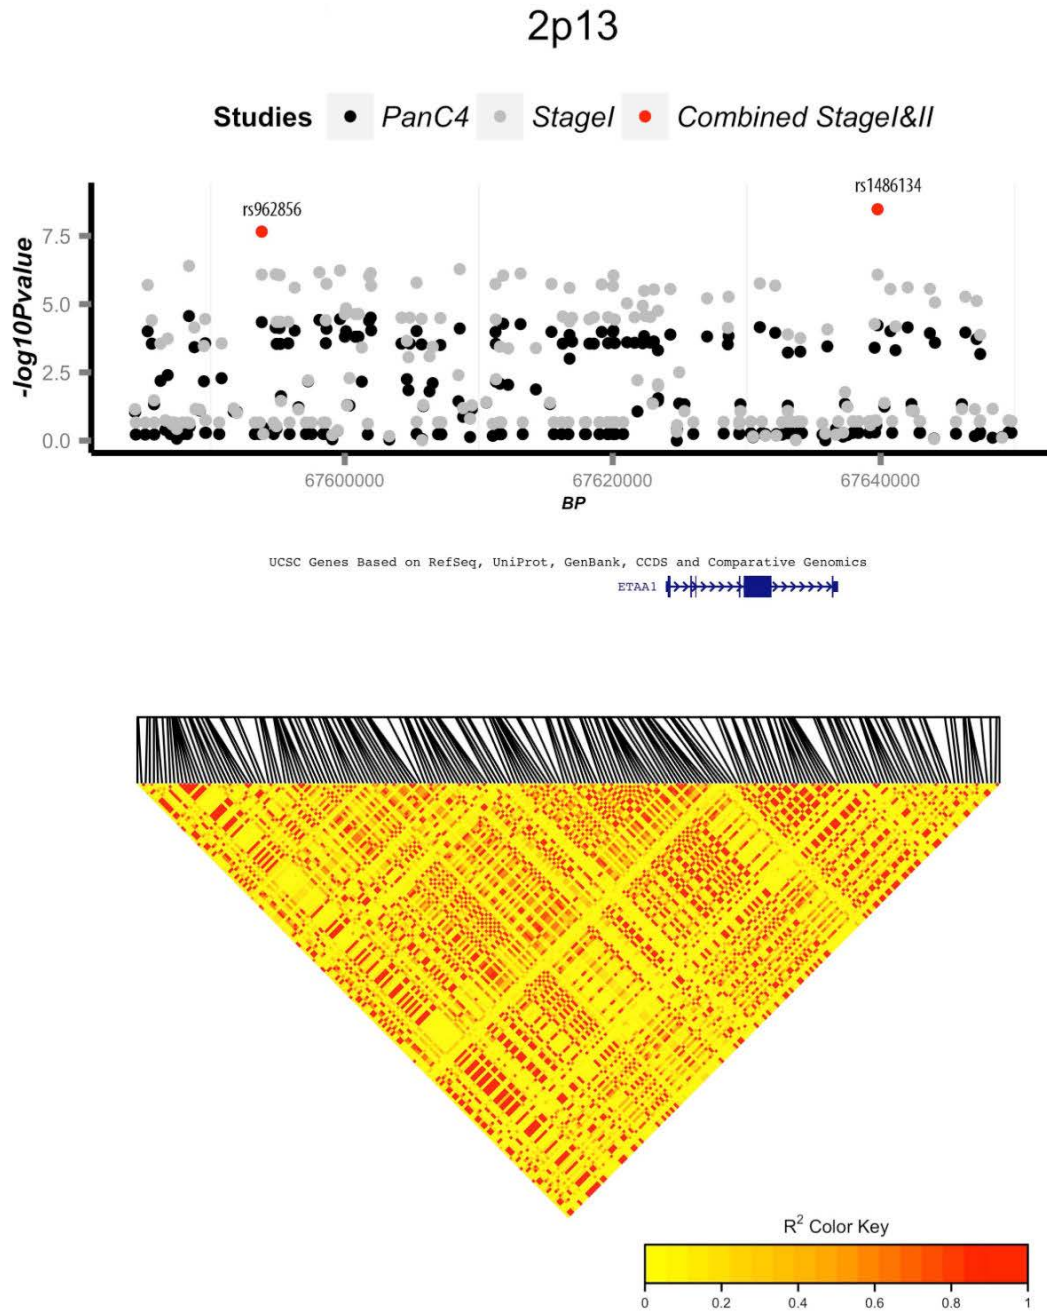 2p13
Studies PanC4 StageI Combined StageI&II
rs1486134
rs962856
7.5
5.0
2.5
0.0
-log10Pvalue
67600000 67620000 67640000
BP
UCSC Genes Based on RefSeq, UniProt, GenBank, CCDS and Comparative Genomics
ETAA1
R² Color Key
0 0.2 0.4 0.6 0.8 1